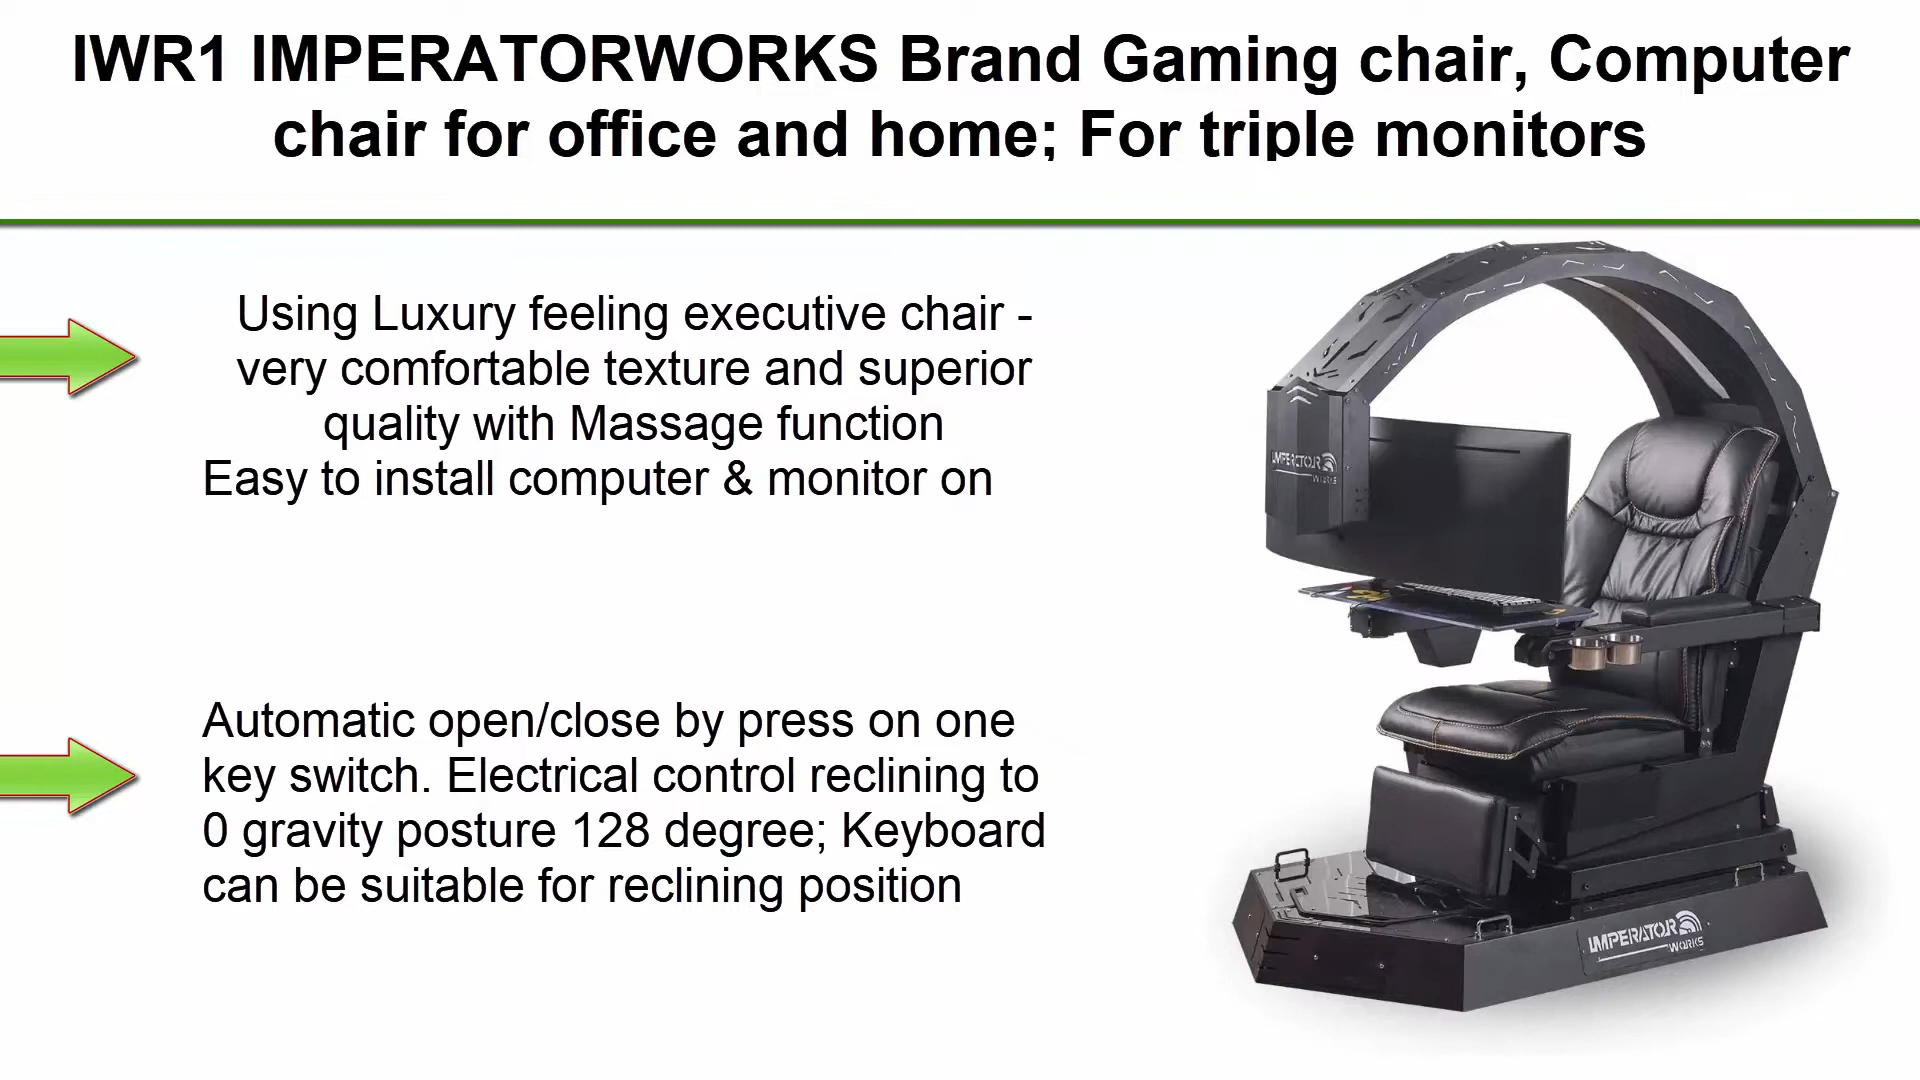 IWR1 IMPERATORWORKS Brand Gaming chair, Computer
chair for office and home; For triple monitors
Using Luxury feeling executive chair -
very comfortable texture and superior
quality with Massage function
Easy to install computer & monitor on
Automatic open/close by press on one
key switch. Electrical control reclining to
0 gravity posture 128 degree; Keyboard
can be suitable for reclining position
IMPERATOR
WORKS
IMPERATOR
WORKS